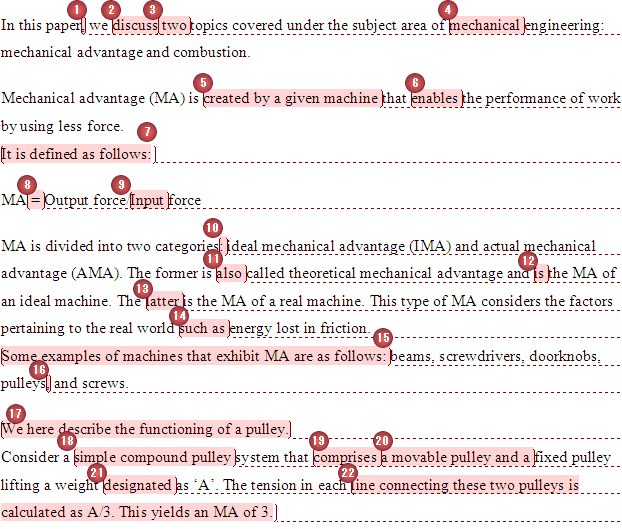 1 2 3 4
In this paper, we discuss two topics covered under the subject area of mechanical engineering:
mechanical advantage and combustion.
5 6
Mechanical advantage (MA) is created by a given machine that enables the performance of work
by using less force.
7
It is defined as follows:
8 9
MA = Output force/Input force
10
MA is divided into two categories: ideal mechanical advantage (IMA) and actual mechanical
11 12
advantage (AMA). The former is also called theoretical mechanical advantage and is the MA of
13
an ideal machine. The latter is the MA of a real machine. This type of MA considers the factors
14
pertaining to the real world such as energy lost in friction.
15
Some examples of machines that exhibit MA are as follows: beams, screwdrivers, doorknobs,
16
pulleys, and screws.
17
We here describe the functioning of a pulley.
18 19 20
Consider a simple compound pulley system that comprises a movable pulley and a fixed pulley
21 22
lifting a weight designated as ‘A’. The tension in each line connecting these two pulleys is
calculated as A/3. This yields an MA of 3.